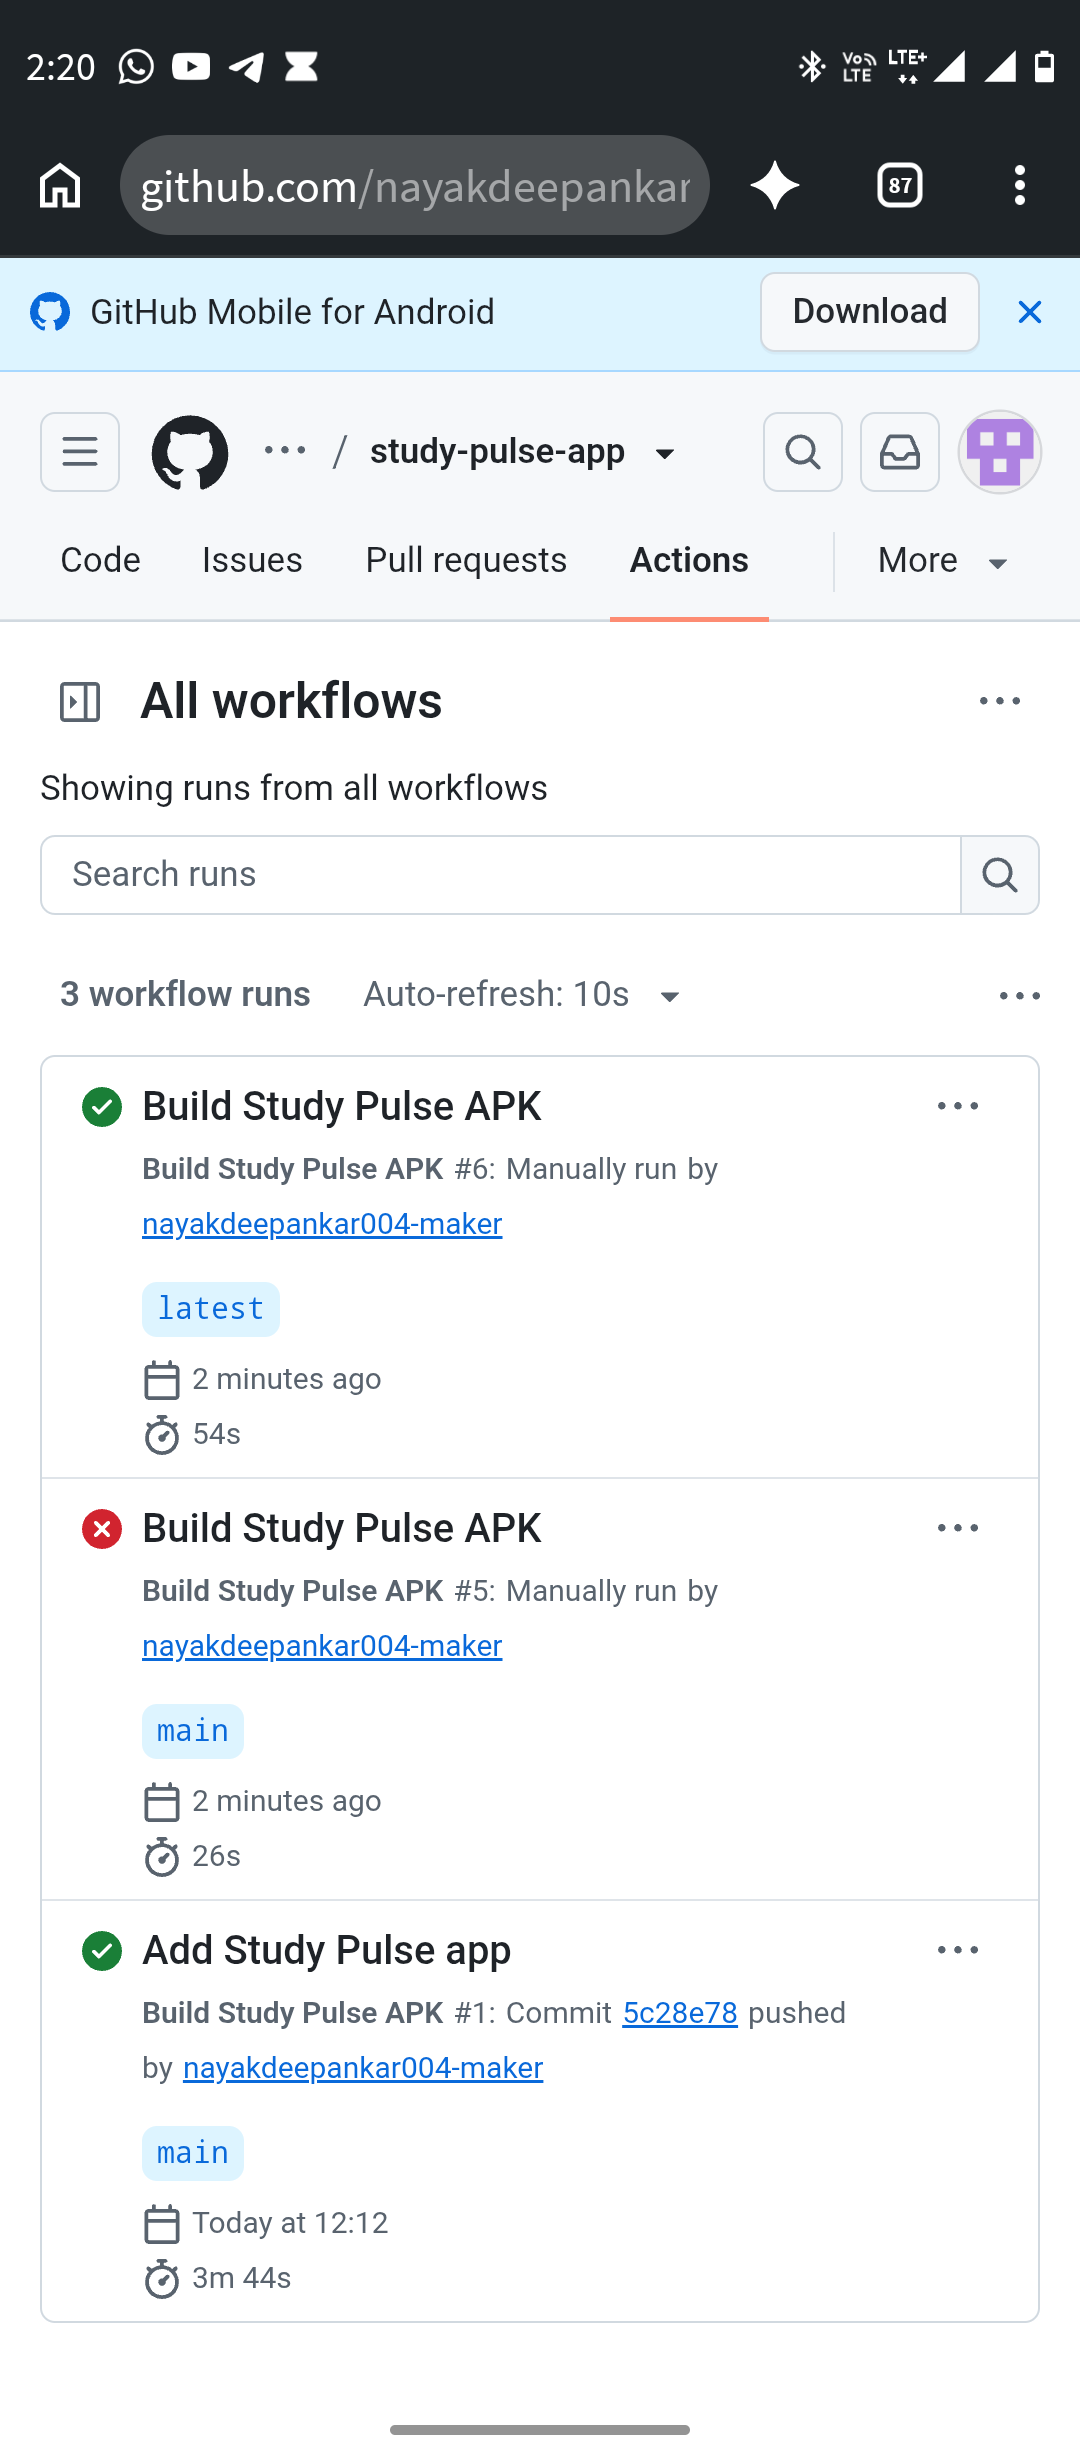 2:20
Vo LTE LTE+
github.com/nayakdeepankar
87
GitHub Mobile for Android
Download
... / study-pulse-app
Code Issues Pull requests Actions More
All workflows
Showing runs from all workflows
Search runs
3 workflow runs Auto-refresh: 10s
Build Study Pulse APK
Build Study Pulse APK #6: Manually run by
nayakdeepankar004-maker
latest
2 minutes ago
54s
Build Study Pulse APK
Build Study Pulse APK #5: Manually run by
nayakdeepankar004-maker
main
2 minutes ago
26s
Add Study Pulse app
Build Study Pulse APK #1: Commit 5c28e78 pushed
by nayakdeepankar004-maker
main
Today at 12:12
3m 44s